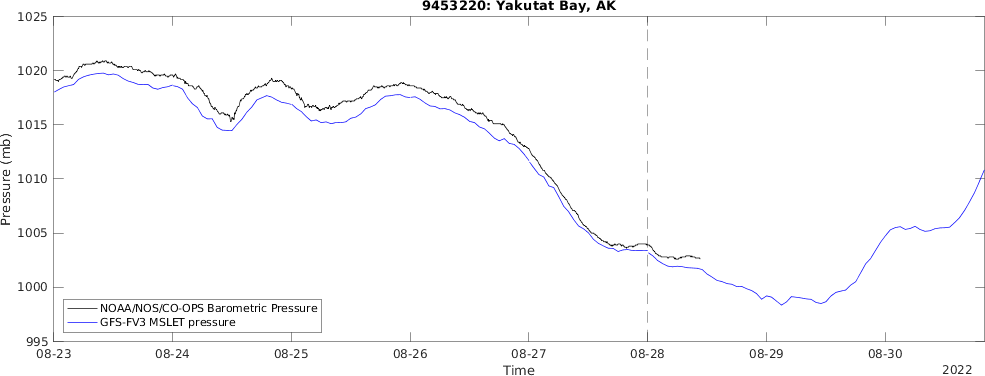 9453220: Yakutat Bay, AK
Pressure (mb)
1025
1020
1015
1010
1005
1000
995
NOAA/NOS/CO-OPS Barometric Pressure
GFS-FV3 MSLET pressure
08-23 08-24 08-25 08-26 08-27 08-28 08-29 08-30
Time
2022